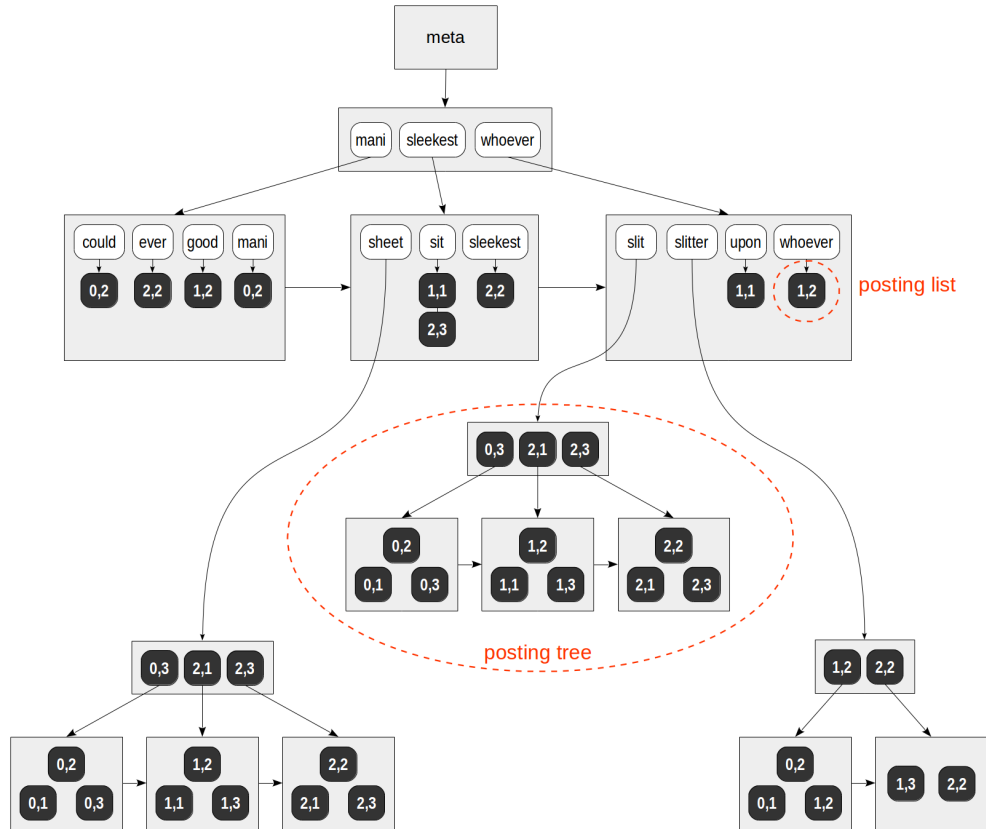 meta
mani sleekest whoever
could ever good mani
0,2 2,2 1,2 0,2
sheet sit sleekest
1,1 2,2
2,3
slit slitter upon whoever
1,1 1,2
posting list
0,3 2,1 2,3
0,2
0,1 0,3
1,2
1,1 1,3
2,2
2,1 2,3
posting tree
0,3 2,1 2,3
0,2
0,1 0,3
1,2
1,1 1,3
2,2
2,1 2,3
1,2 2,2
0,2
0,1 1,2
1,3 2,2